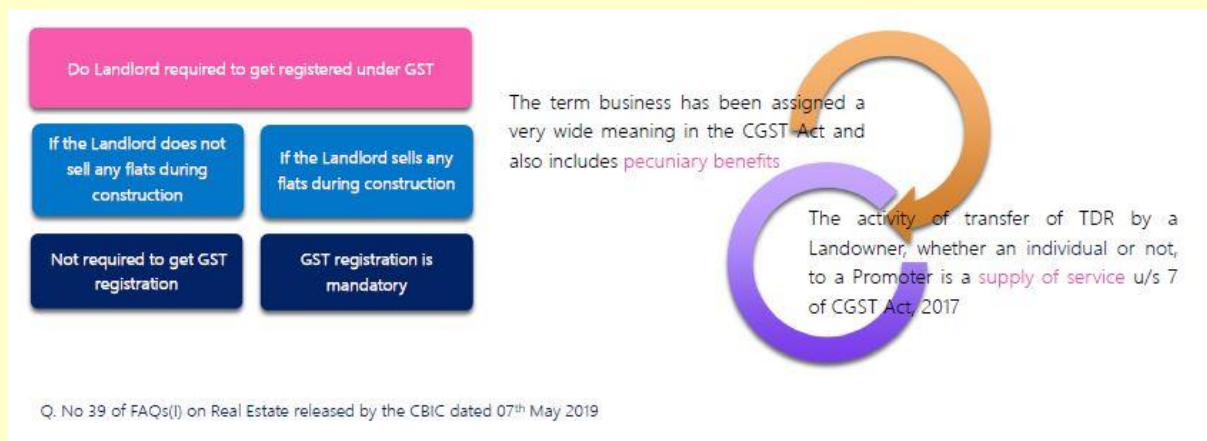 Do Landlord required to get registered under GST
If the Landlord does not
sell any flats during
construction
If the Landlord sells any
flats during construction
Not required to get GST
registration
GST registration is
mandatory
The term business has been assigned a
very wide meaning in the CGST Act and
also includes pecuniary benefits
The activity of transfer of TDR by a
Landowner, whether an individual or not,
to a Promoter is a supply of service u/s 7
of CGST Act, 2017
Q. No 39 of FAQs(I) on Real Estate released by the CBIC dated 07th May 2019